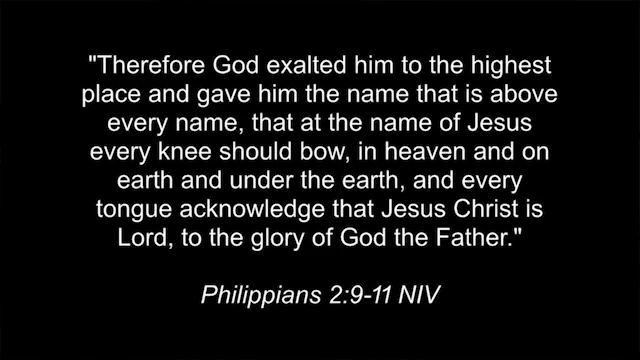 "Therefore God exalted him to the highest
place and gave him the name that is above
every name, that at the name of Jesus
every knee should bow, in heaven and on
earth and under the earth, and every
tongue acknowledge that Jesus Christ is
Lord, to the glory of God the Father."
Philippians 2:9-11 NIV